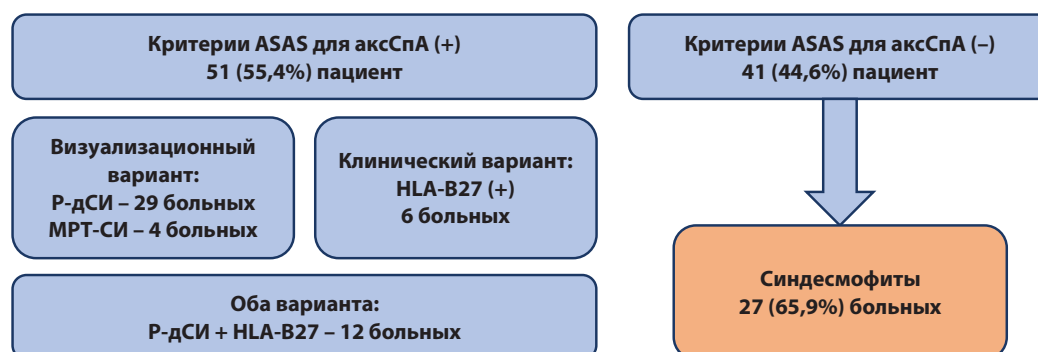 Критерии ASAS для аксСпА (+)
51 (55,4%) пациент
Критерии ASAS для аксСпА (–)
41 (44,6%) пациент
Визуализационный
вариант:
Р-дСИ – 29 больных
МРТ-СИ – 4 больных
Клинический вариант:
HLA-B27 (+)
6 больных
Оба варианта:
Р-дСИ + HLA-B27 – 12 больных
Синдесмофиты
27 (65,9%) больных